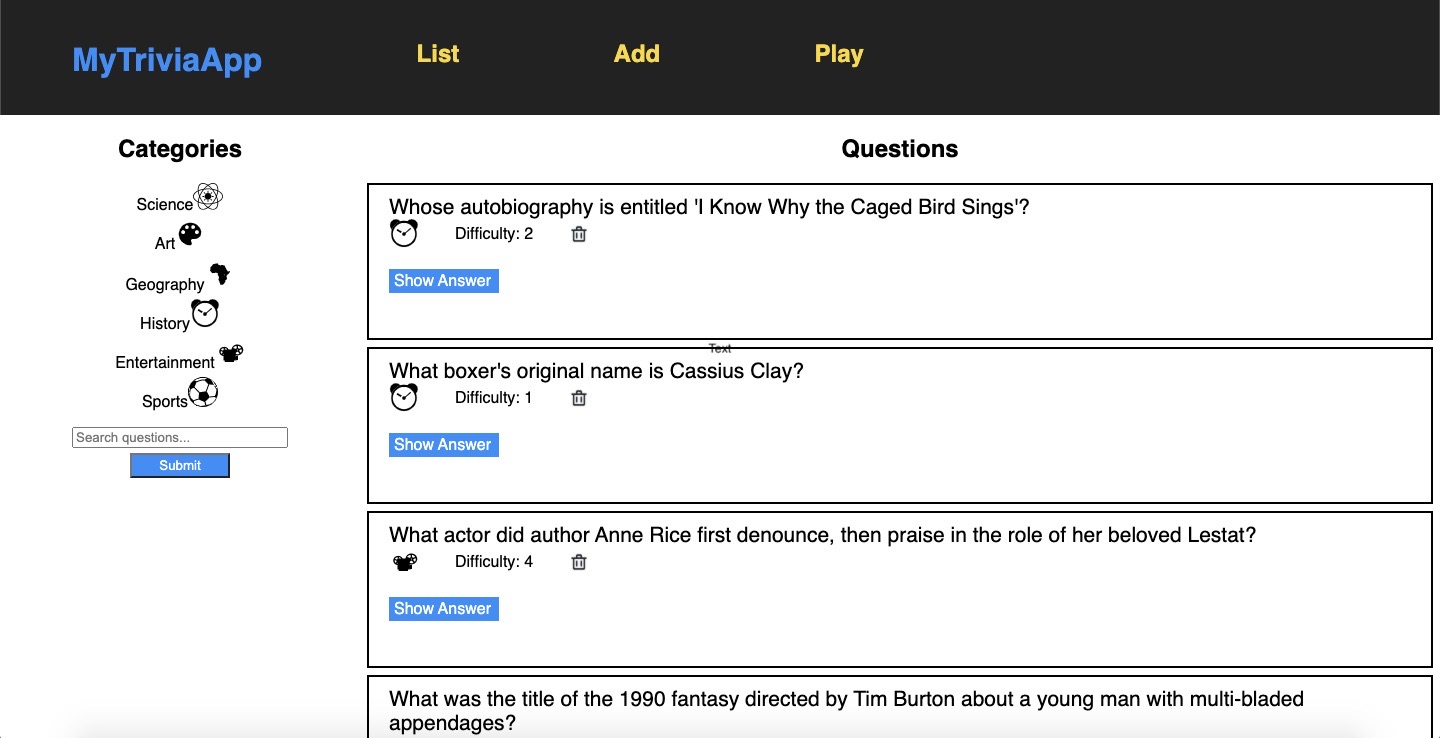 MyTriviaApp
List
Add
Play
Categories
Science
Art
Geography
History
Entertainment
Sports
Search questions...
Submit
Questions
Whose autobiography is entitled 'I Know Why the Caged Bird Sings'?
Difficulty: 2
Show Answer
Text
What boxer's original name is Cassius Clay?
Difficulty: 1
Show Answer
What actor did author Anne Rice first denounce, then praise in the role of her beloved Lestat?
Difficulty: 4
Show Answer
What was the title of the 1990 fantasy directed by Tim Burton about a young man with multi-bladed
appendages?